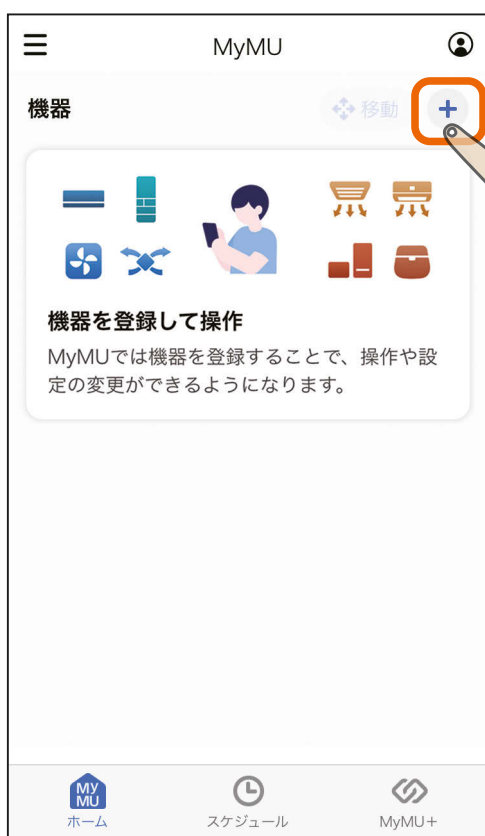 MyMU
機器
移動
機器を登録して操作
MyMUでは機器を登録することで、操作や設
定の変更ができるようになります。
MY
MU
ホーム
スケジュール
MyMU+